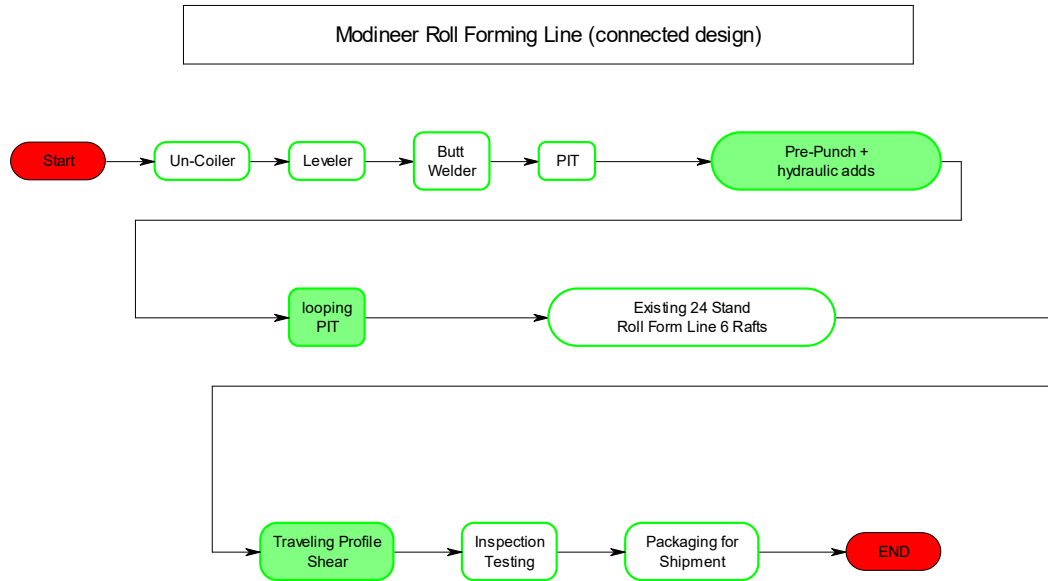 Modineer Roll Forming Line (connected design)
Start
Un-Coiler
Leveler
Butt
Welder
PIT
Pre-Punch +
hydraulic adds
looping
PIT
Existing 24 Stand
Roll Form Line 6 Rafts
Traveling Profile
Shear
Inspection
Testing
Packaging for
Shipment
END